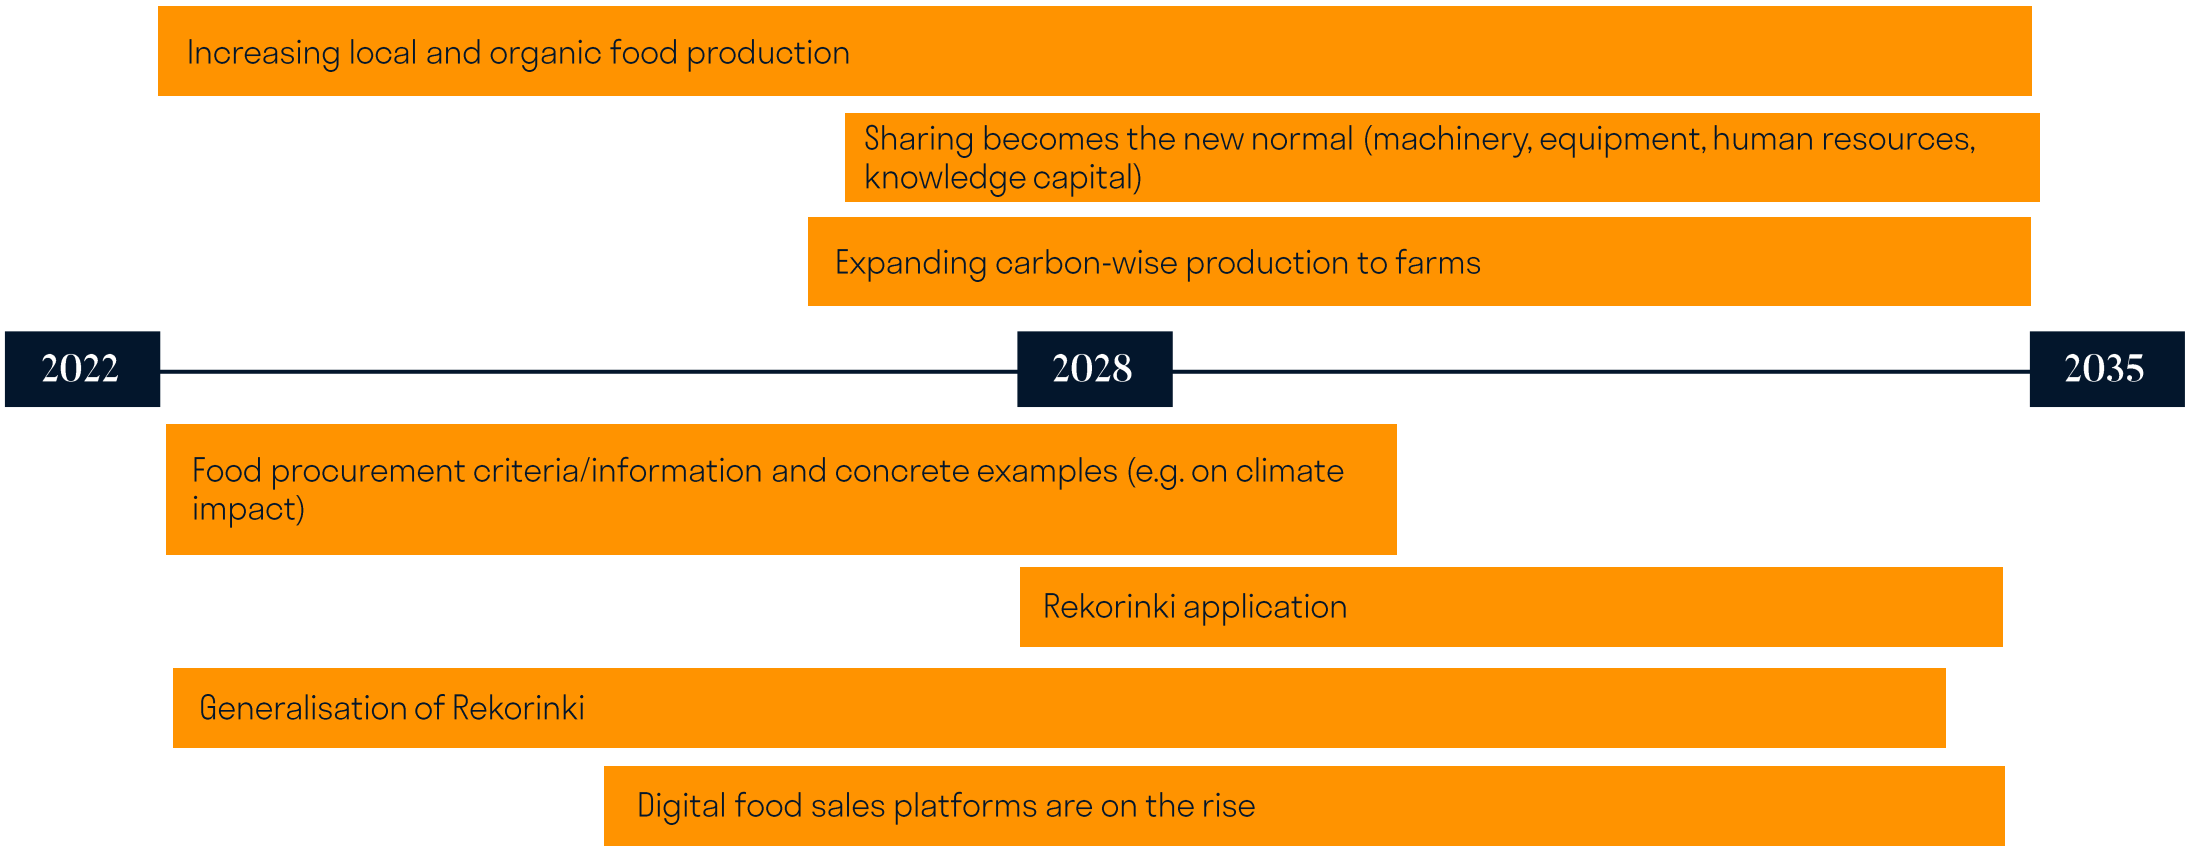 Increasing local and organic food production
Sharing becomes the new normal (machinery, equipment, human resources,
knowledge capital)
Expanding carbon-wise production to farms
2022
2028
2035
Food procurement criteria/information and concrete examples (e.g. on climate
impact)
Rekorinki application
Generalisation of Rekorinki
Digital food sales platforms are on the rise